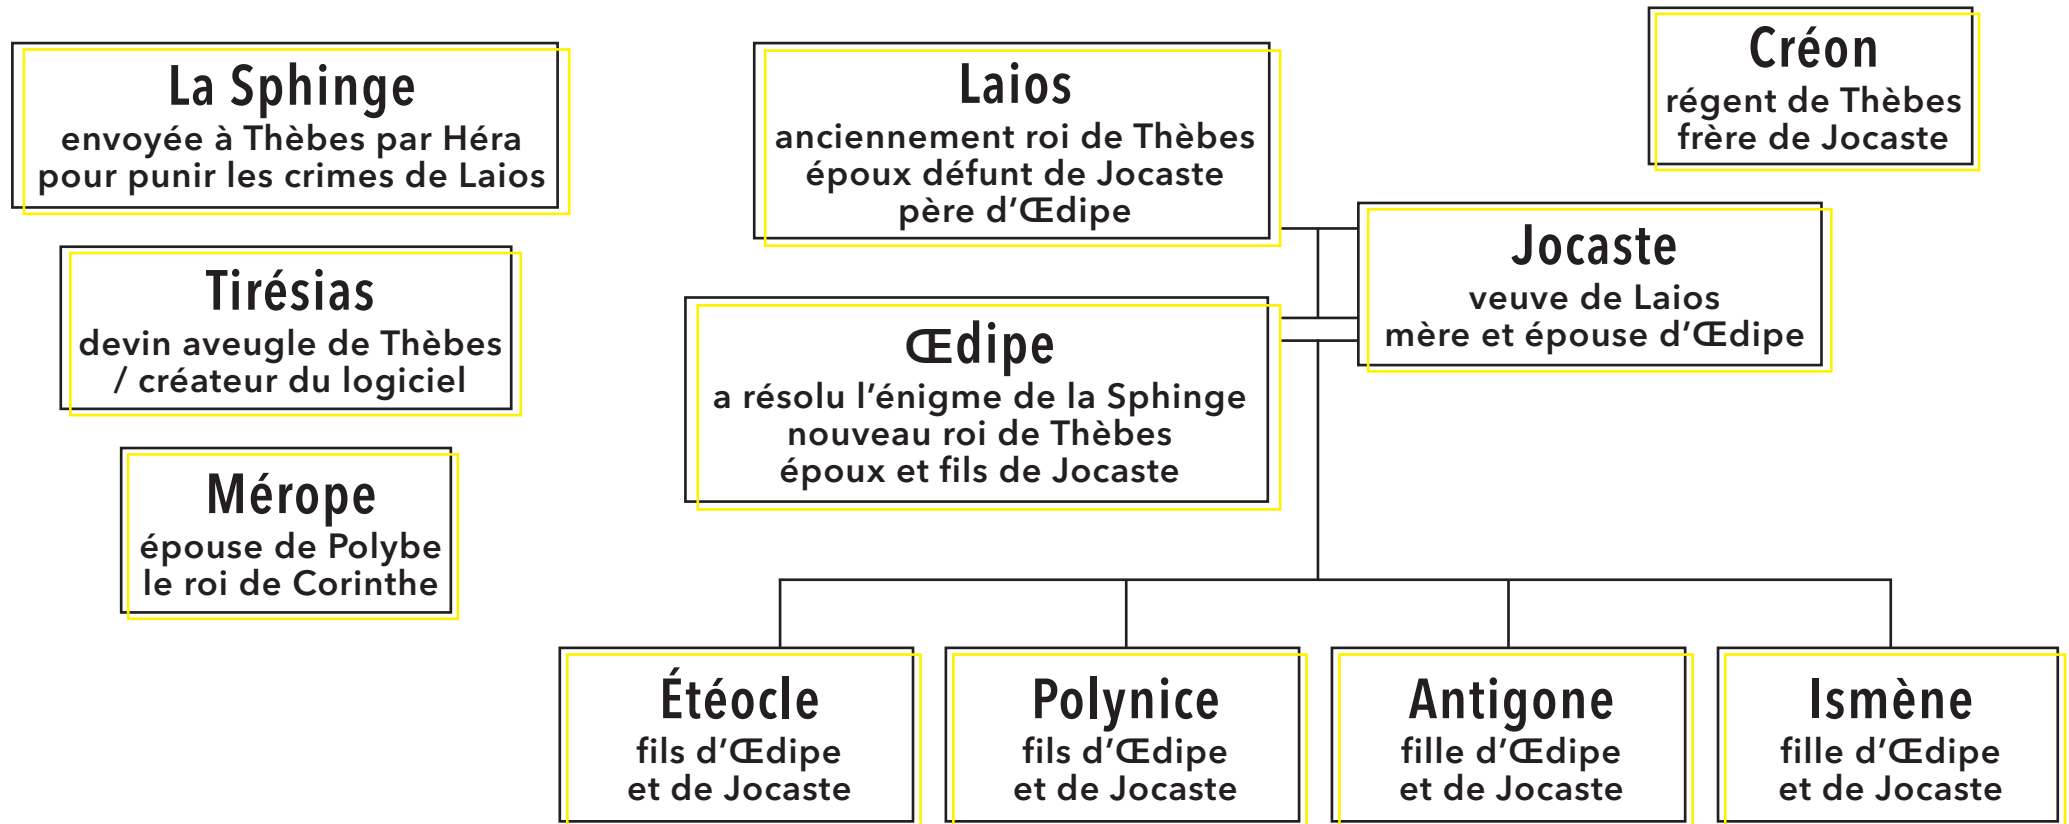 La Sphinge
envoyée à Thèbes par Héra
pour punir les crimes de Laios
Tirésias
devin aveugle de Thèbes
/ créateur du logiciel
Mérope
épouse de Polybe
le roi de Corinthe
Laios
anciennement roi de Thèbes
époux défunt de Jocaste
père d’Œdipe
Créon
régent de Thèbes
frère de Jocaste
Jocaste
veuve de Laios
mère et épouse d’Œdipe
Œdipe
a résolu l’énigme de la Sphinge
nouveau roi de Thèbes
époux et fils de Jocaste
Étéocle
fils d’Œdipe
et de Jocaste
Polynice
fils d’Œdipe
et de Jocaste
Antigone
fille d’Œdipe
et de Jocaste
Ismène
fille d’Œdipe
et de Jocaste